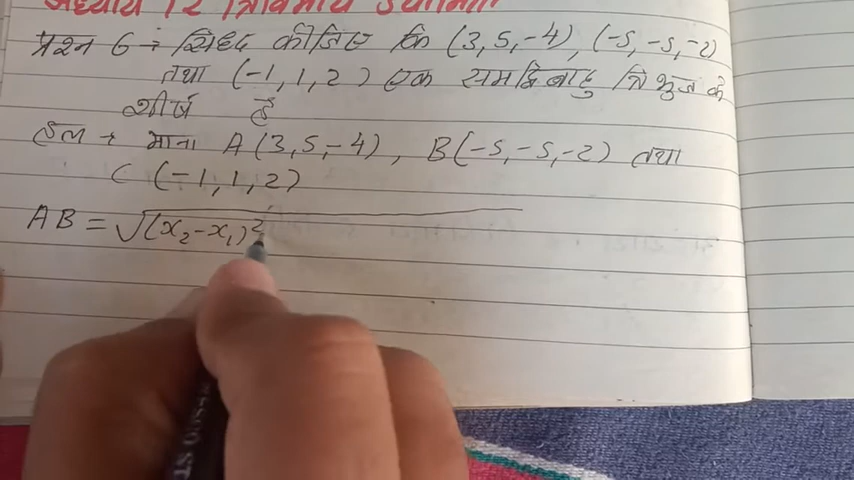 अध्याय 12 त्रिविमीय ज्यामिति
प्रश्न 6 → सिद्ध कीजिए कि (3, 5, -4), (-5, -5, -2)
तथा (-1, 1, 2) एक समद्विबाहु त्रिभुज के
शीर्ष हैं
हल → माना A(3, 5, -4), B(-5, -5, -2) तथा
C (-1, 1, 2)
AB = √(x₂-x₁)²